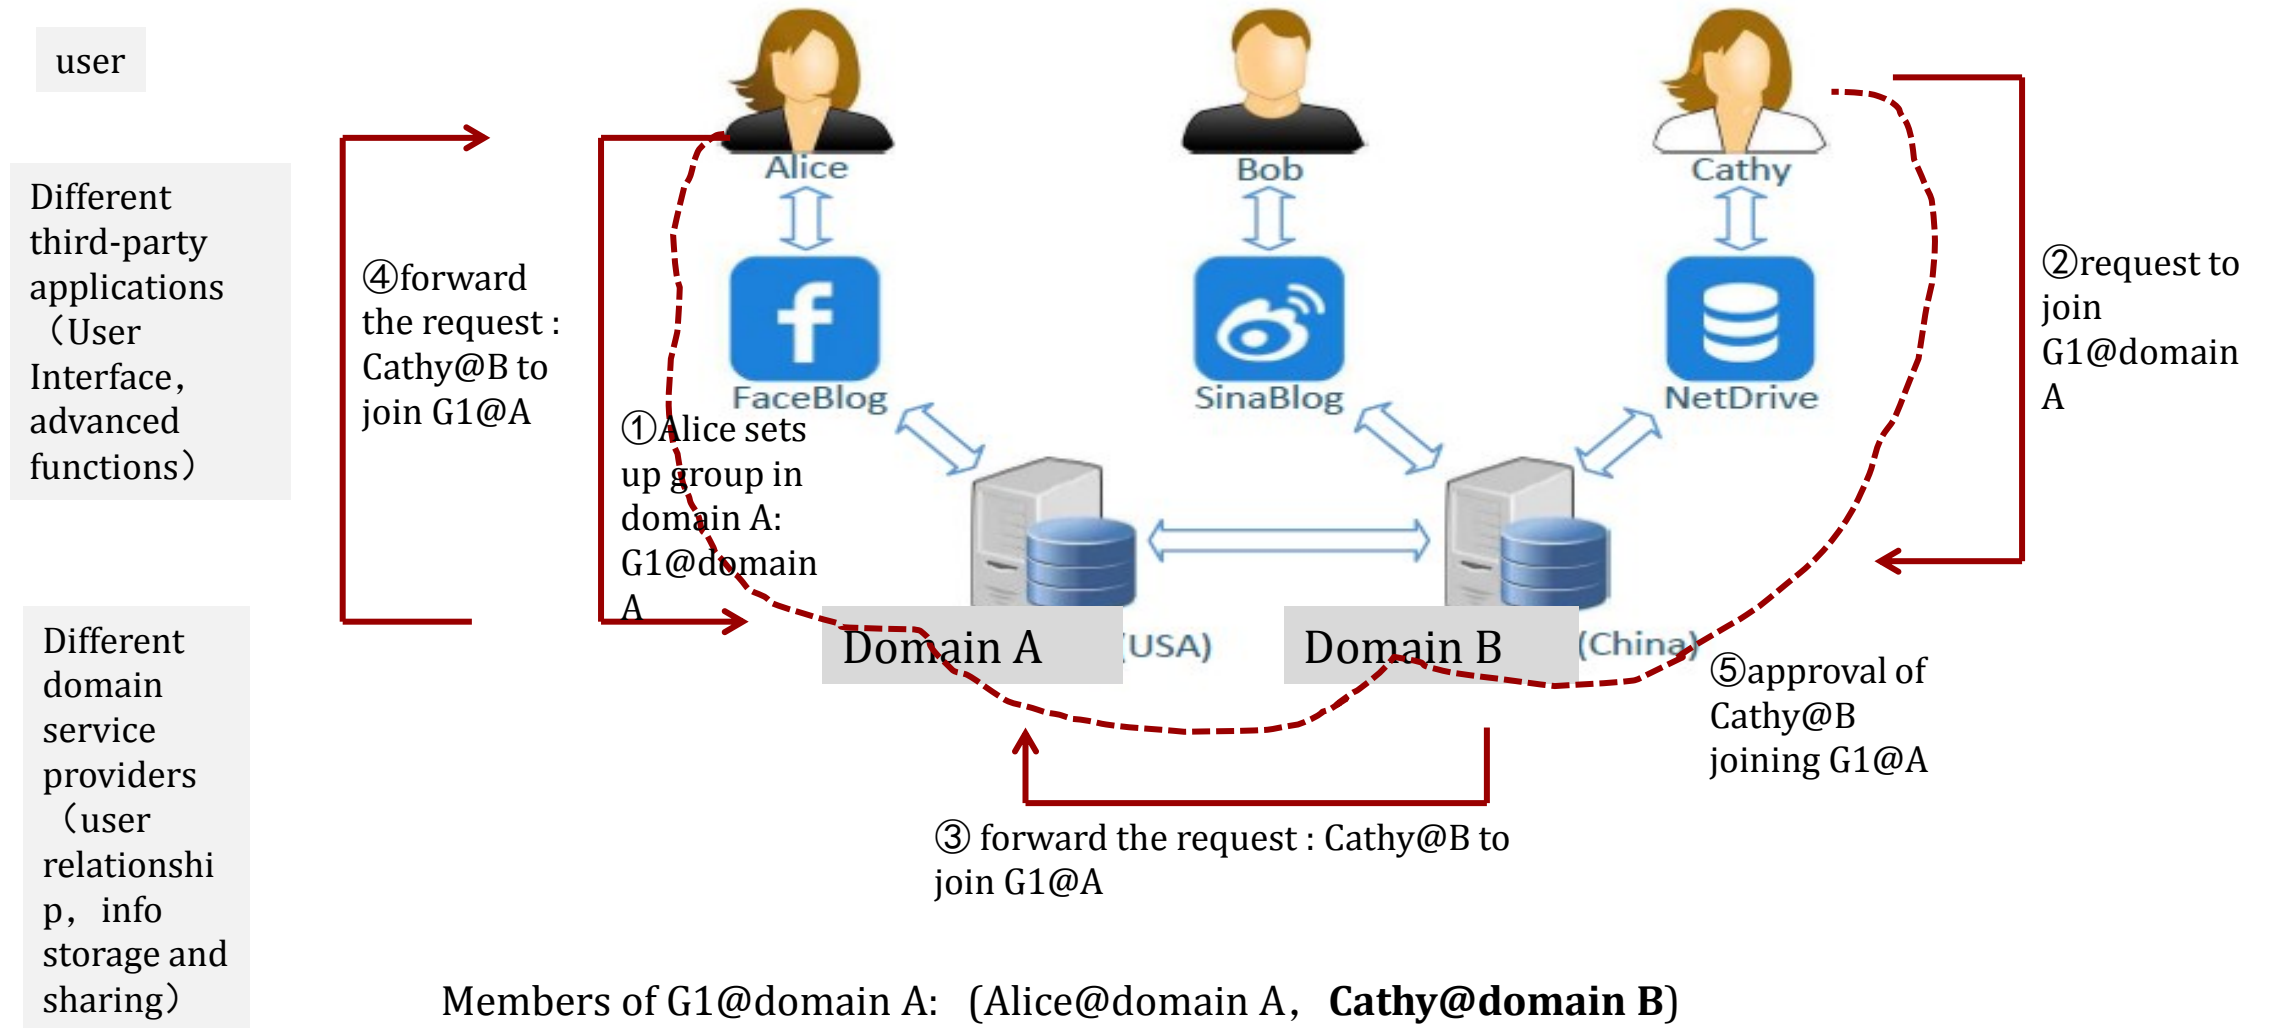 user
Different
third-party
applications
（User
Interface，
advanced
functions）
Different
domain
service
providers
（user
relationshi
p， info
storage and
sharing）
④forward
the request :
Cathy@B to
join G1@A
①Alice sets
up group in
domain A:
G1@domain
A
Alice
Bob
Cathy
FaceBlog
SinaBlog
NetDrive
②request to
join
G1@domain
A
Domain A
(USA)
Domain B
(China)
⑤approval of
Cathy@B
joining G1@A
③ forward the request : Cathy@B to
join G1@A
Members of G1@domain A: (Alice@domain A， Cathy@domain B)